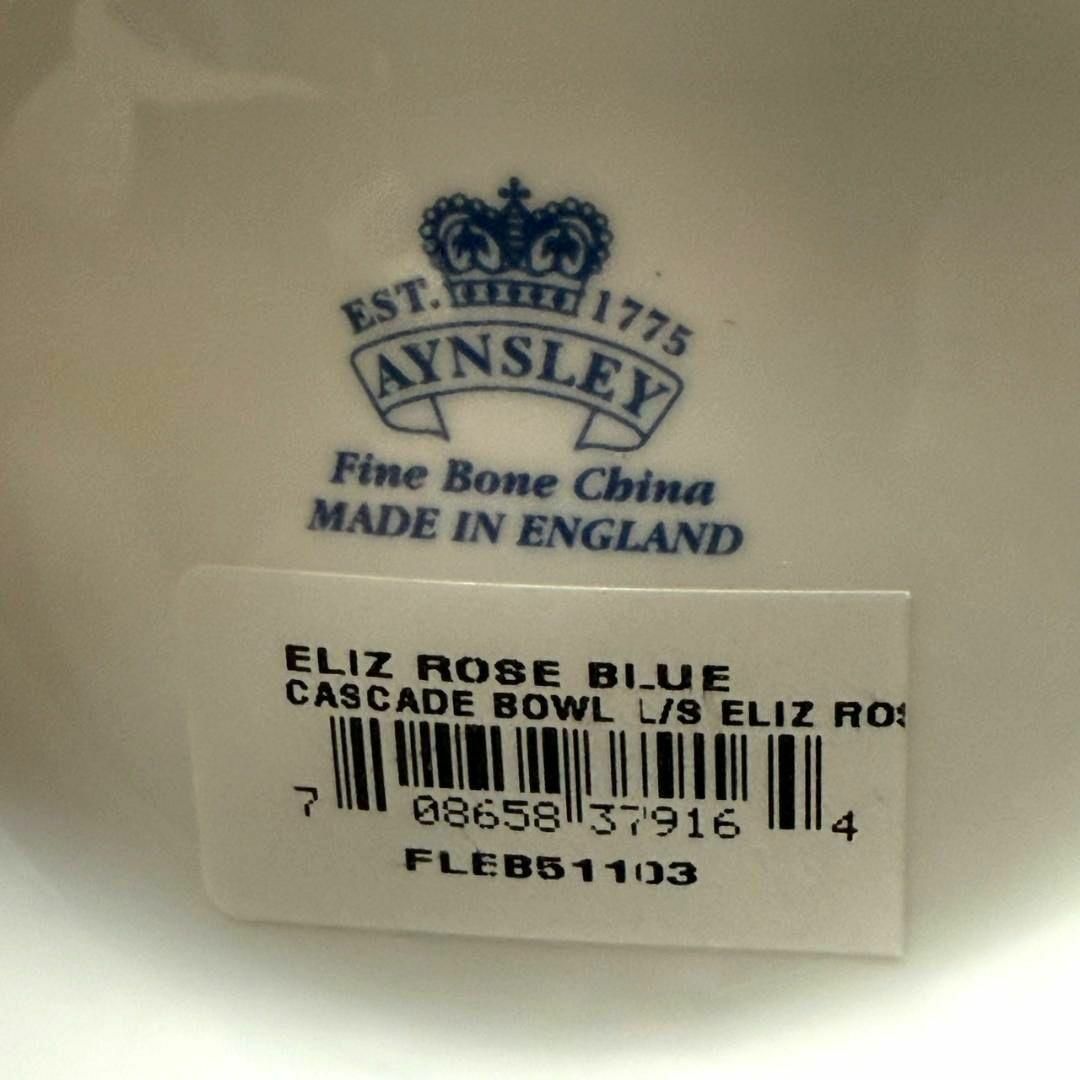 EST. 1775
AYNSLEY
Fine Bone China
MADE IN ENGLAND
ELIZ ROSE BLUE
CASCADE BOWL L/S ELIZ ROS
7 08658 37916 4
FLEB51103